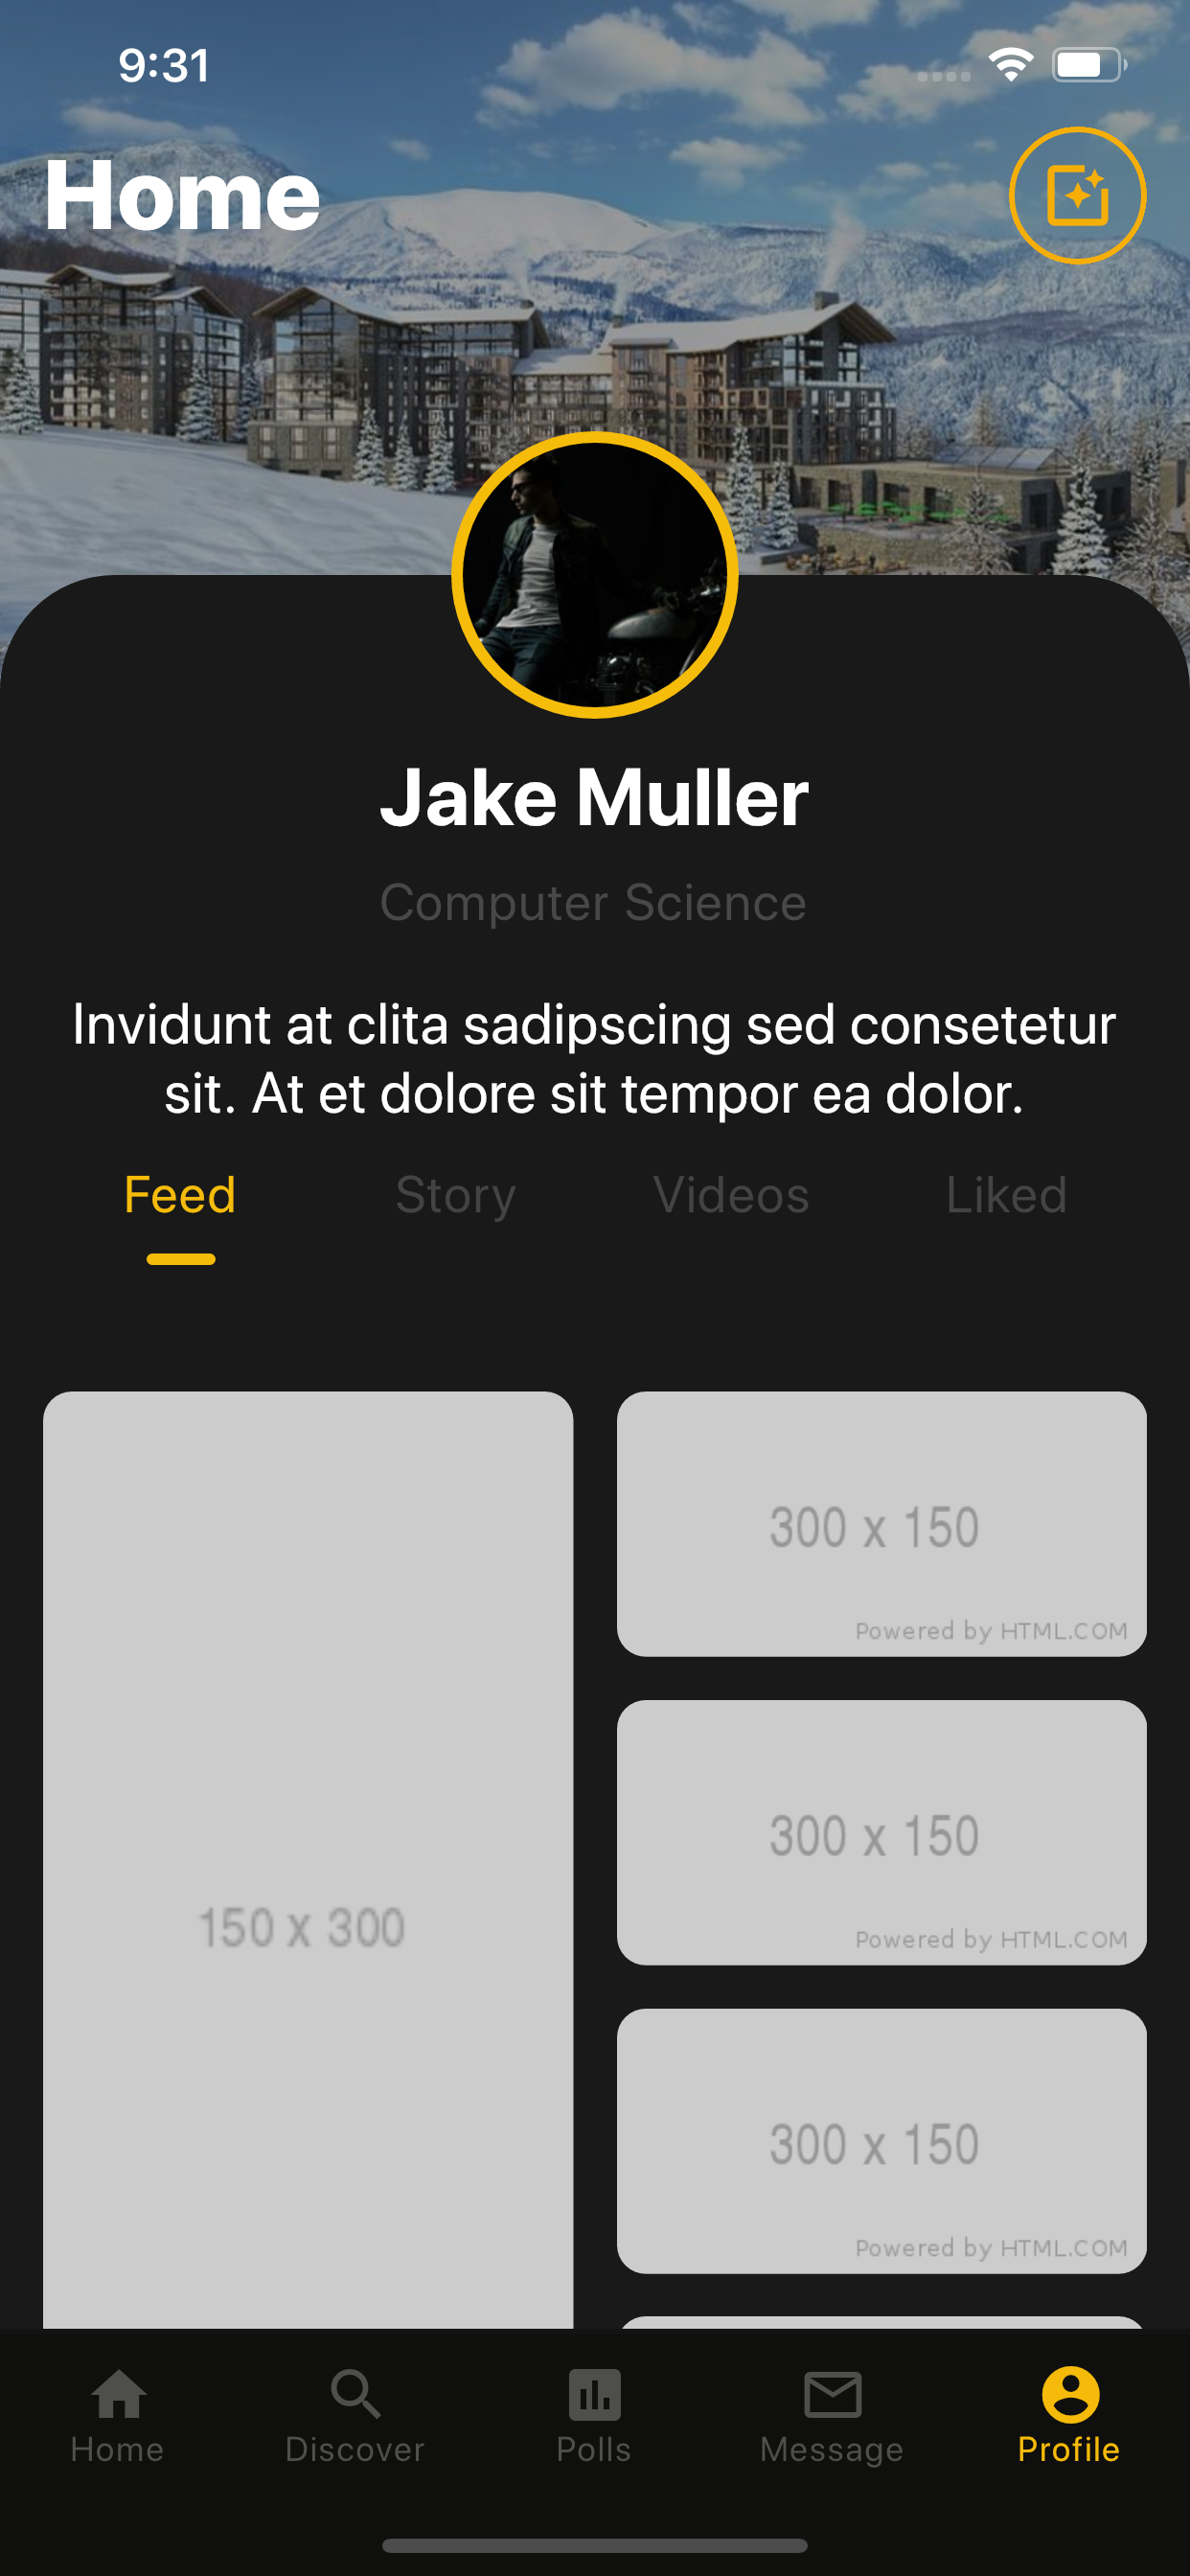 9:31
Home
Jake Muller
Computer Science
Invidunt at clita sadipscing sed consetetur
sit. At et dolore sit tempor ea dolor.
Feed Story Videos Liked
300 x 150
Powered by HTML.COM
300 x 150
Powered by HTML.COM
150 x 300
300 x 150
Powered by HTML.COM
Home Discover Polls Message Profile